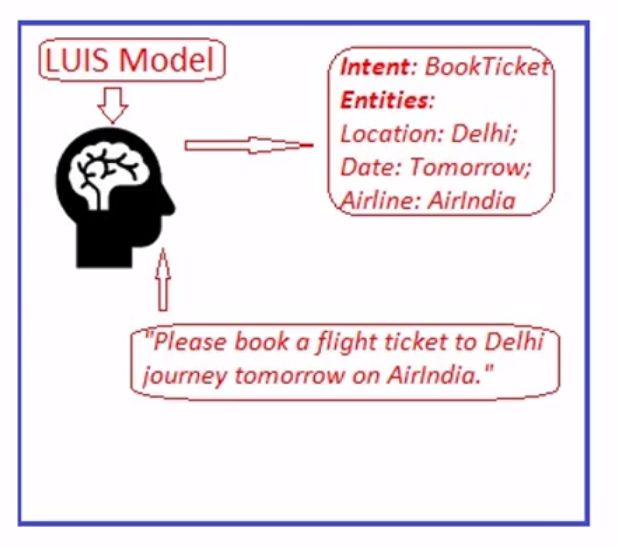 LUIS Model
Intent: BookTicket
Entities:
Location: Delhi;
Date: Tomorrow;
Airline: AirIndia
"Please book a flight ticket to Delhi
journey tomorrow on AirIndia."